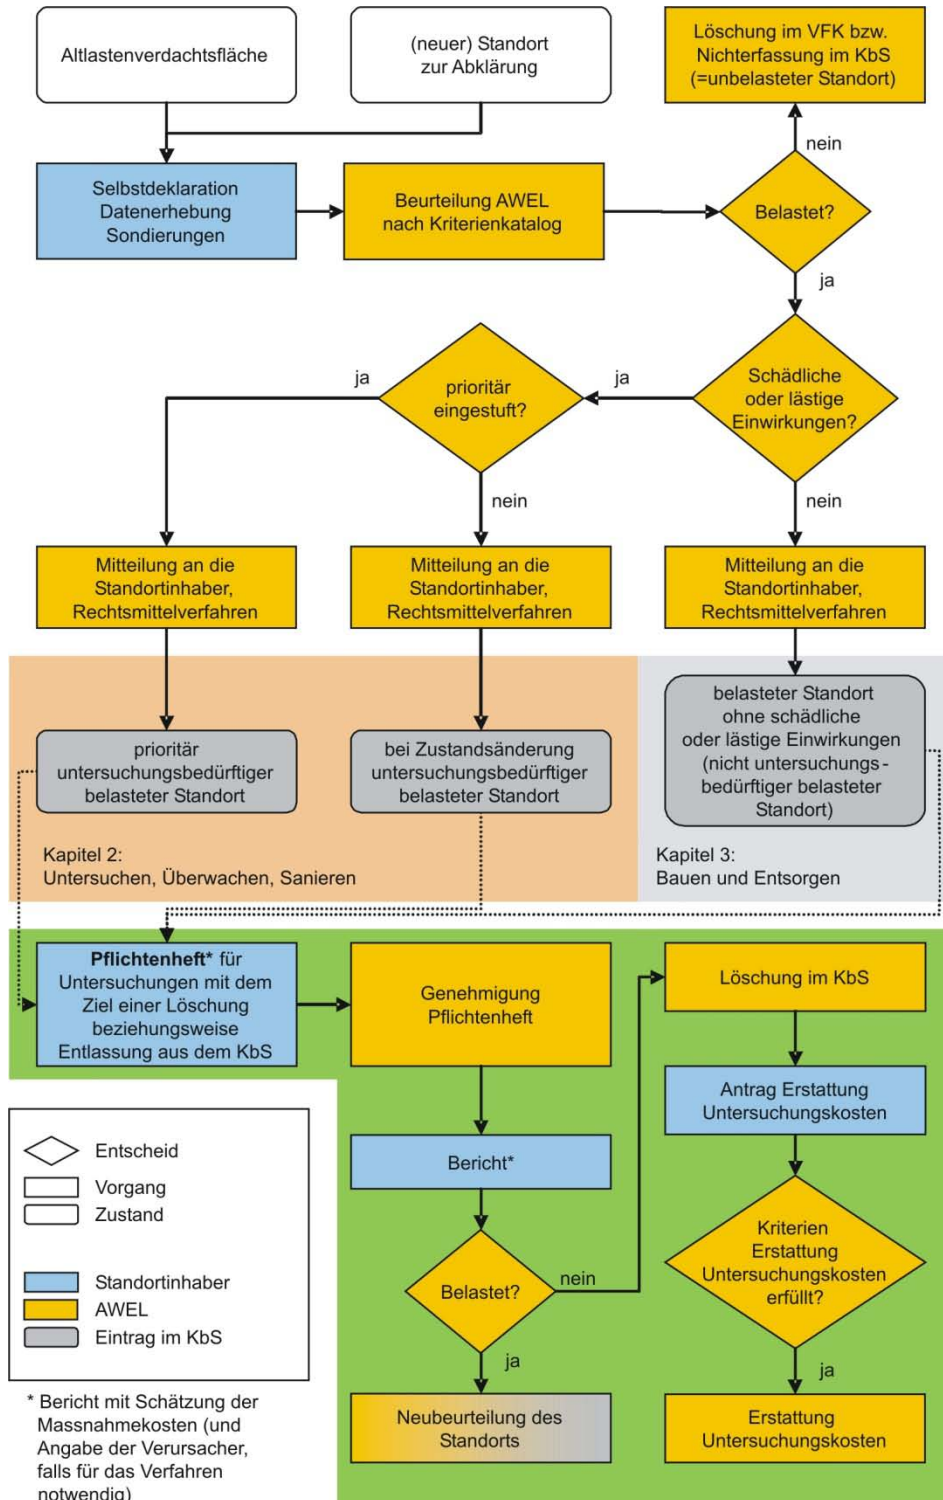 Altlastenverdachtsfläche
(neuer) Standort
zur Abklärung
Löschung im VFK bzw.
Nichterfassung im KbS
(=unbelasteter Standort)
nein
Selbstdeklaration
Datenerhebung
Sondierungen
Beurteilung AWEL
nach Kriterienkatalog
Belastet?
ja
Schädliche
oder lästige
Einwirkungen?
ja
prioritär
eingestuft?
ja
nein
nein
Mitteilung an die
Standortinhaber,
Rechtsmittelverfahren
Mitteilung an die
Standortinhaber,
Rechtsmittelverfahren
Mitteilung an die
Standortinhaber,
Rechtsmittelverfahren
prioritär
untersuchungsbedürftiger
belasteter Standort
bei Zustandsänderung
untersuchungsbedürftiger
belasteter Standort
belasteter Standort
ohne schädliche
oder lästige Einwirkungen
(nicht untersuchungs-
bedürftiger belasteter
Standort)
Kapitel 2:
Untersuchen, Überwachen, Sanieren
Kapitel 3:
Bauen und Entsorgen
Pflichtenheft* für
Untersuchungen mit dem
Ziel einer Löschung
beziehungsweise
Entlassung aus dem KbS
Genehmigung
Pflichtenheft
Löschung im KbS
Antrag Erstattung
Untersuchungskosten
Bericht*
Kriterien
Erstattung
Untersuchungskosten
erfüllt?
Belastet?
nein
ja
ja
Neubeurteilung des
Standorts
Erstattung
Untersuchungskosten
Entscheid
Vorgang
Zustand
Standortinhaber
AWEL
Eintrag im KbS
* Bericht mit Schätzung der
Massnahmekosten (und
Angabe der Verursacher,
falls für das Verfahren
notwendig)